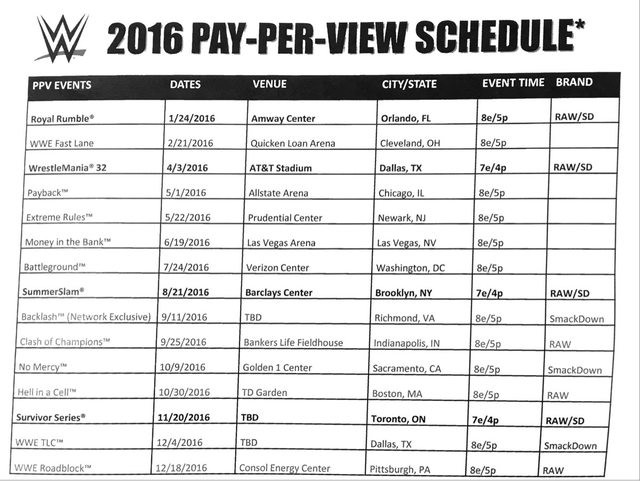 W 2016 PAY-PER-VIEW SCHEDULE*
PPV EVENTS DATES VENUE CITY/STATE EVENT TIME BRAND
Royal Rumble® 1/24/2016 Amway Center Orlando, FL 8e/5p RAW/SD
WWE Fast Lane 2/21/2016 Quicken Loan Arena Cleveland, OH 8e/5p
WrestleMania® 32 4/3/2016 AT&T Stadium Dallas, TX 7e/4p RAW/SD
Payback™ 5/1/2016 Allstate Arena Chicago, IL 8e/5p
Extreme Rules™ 5/22/2016 Prudential Center Newark, NJ 8e/5p
Money in the Bank™ 6/19/2016 Las Vegas Arena Las Vegas, NV 8e/5p
Battleground™ 7/24/2016 Verizon Center Washington, DC 8e/5p
SummerSlam® 8/21/2016 Barclays Center Brooklyn, NY 7e/4p RAW/SD
Backlash™ (Network Exclusive) 9/11/2016 TBD Richmond, VA 8e/5p SmackDown
Clash of Champions™ 9/25/2016 Bankers Life Fieldhouse Indianapolis, IN 8e/5p RAW
No Mercy™ 10/9/2016 Golden 1 Center Sacramento, CA 8e/5p SmackDown
Hell in a Cell™ 10/30/2016 TD Garden Boston, MA 8e/5p RAW
Survivor Series® 11/20/2016 TBD Toronto, ON 7e/4p RAW/SD
WWE TLC™ 12/4/2016 TBD Dallas, TX 8e/5p SmackDown
WWE Roadblock™ 12/18/2016 Consol Energy Center Pittsburgh, PA 8e/5p RAW